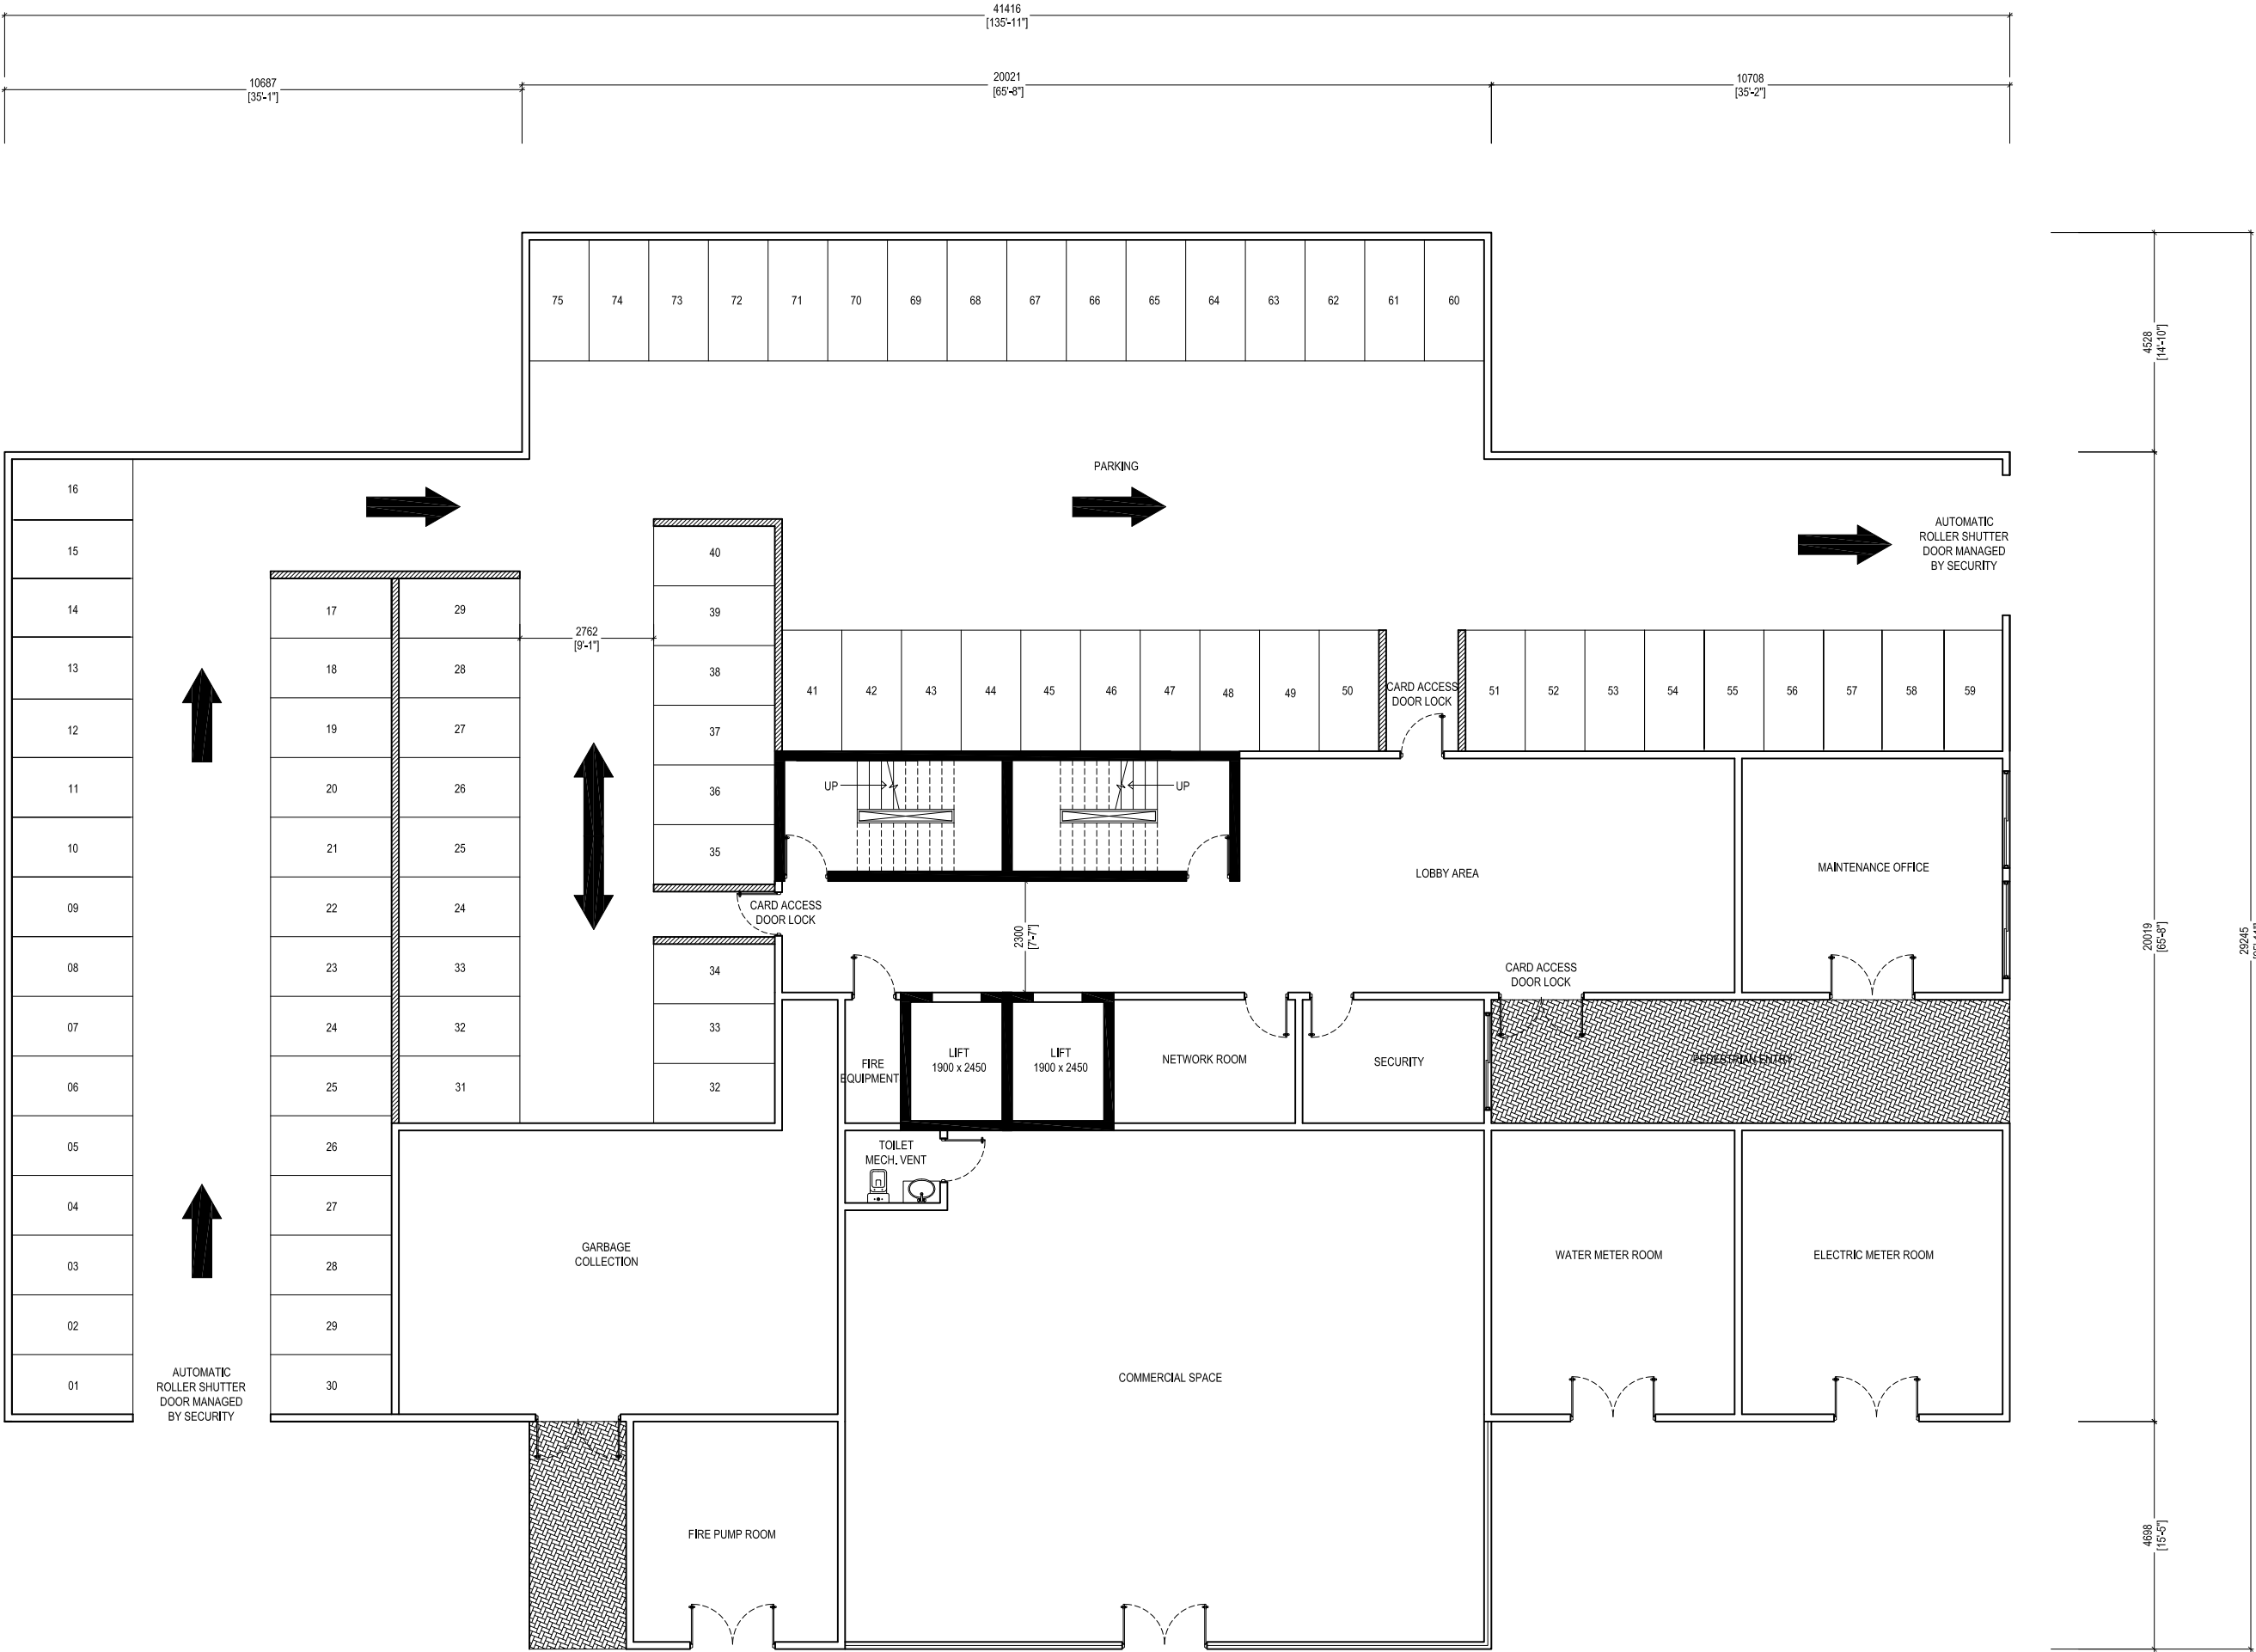 41416
[135'-11"]
10687
[35'-1"]
20021
[65'-8"]
10708
[35'-2"]
75 74 73 72 71 70 69 68 67 66 65 64 63 62 61 60
4528
[14'-10"]
PARKING
16
15
14
13
12
11
10
09
08
07
06
05
04
03
02
01
17
18
19
20
21
22
23
24
25
26
27
28
29
30
29
28
27
26
25
24
33
32
31
2762
[9'-1"]
40
39
38
37
36
35
34
33
32
41 42 43 44 45 46 47 48 49 50
CARD ACCESS
DOOR LOCK
51 52 53 54 55 56 57 58 59
AUTOMATIC
ROLLER SHUTTER
DOOR MANAGED
BY SECURITY
UP
UP
CARD ACCESS
DOOR LOCK
2300
[7'-7"]
LOBBY AREA
MAINTENANCE OFFICE
20019
[65'-8"]
29245
CARD ACCESS
DOOR LOCK
FIRE
EQUIPMENT
LIFT
1900 x 2450
LIFT
1900 x 2450
NETWORK ROOM
SECURITY
PEDESTRIAN ENTRY
TOILET
MECH. VENT
GARBAGE
COLLECTION
WATER METER ROOM
ELECTRIC METER ROOM
COMMERCIAL SPACE
AUTOMATIC
ROLLER SHUTTER
DOOR MANAGED
BY SECURITY
FIRE PUMP ROOM
4698
[15'-5"]